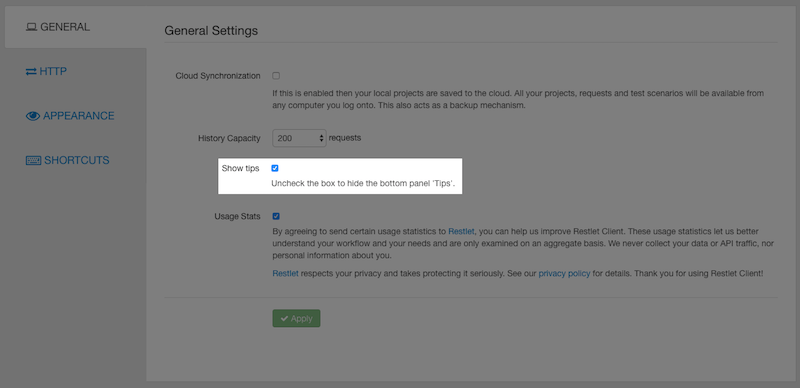 GENERAL
HTTP
APPEARANCE
SHORTCUTS
General Settings
Cloud Synchronization
If this is enabled then your local projects are saved to the cloud. All your projects, requests and test scenarios will be available from
any computer you log onto. This also acts as a backup mechanism.
History Capacity 200 requests
Show tips
Uncheck the box to hide the bottom panel 'Tips'.
Usage Stats
By agreeing to send certain usage statistics to Restlet, you can help us improve Restlet Client. These usage statistics let us better
understand your workflow and your needs and are only examined on an aggregate basis. We never collect your data or API traffic, nor
personal information about you.
Restlet respects your privacy and takes protecting it seriously. See our privacy policy for details. Thank you for using Restlet Client!
Apply